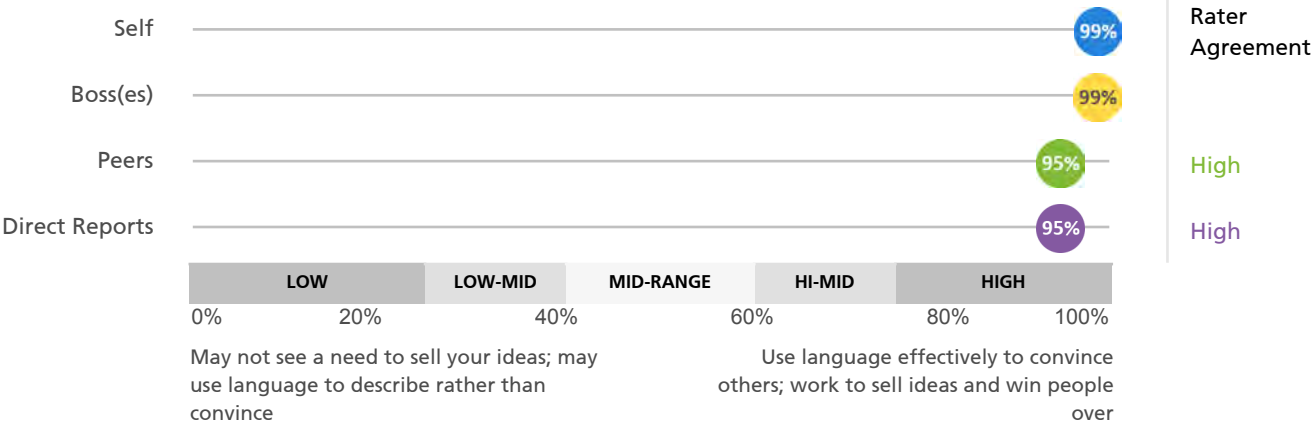 Self
99%
Rater
Agreement
Boss(es)
99%
Peers
95%
High
Direct Reports
95%
High
LOW LOW-MID MID-RANGE HI-MID HIGH
0% 20% 40% 60% 80% 100%
May not see a need to sell your ideas; may
use language to describe rather than
convince
Use language effectively to convince
others; work to sell ideas and win people
over